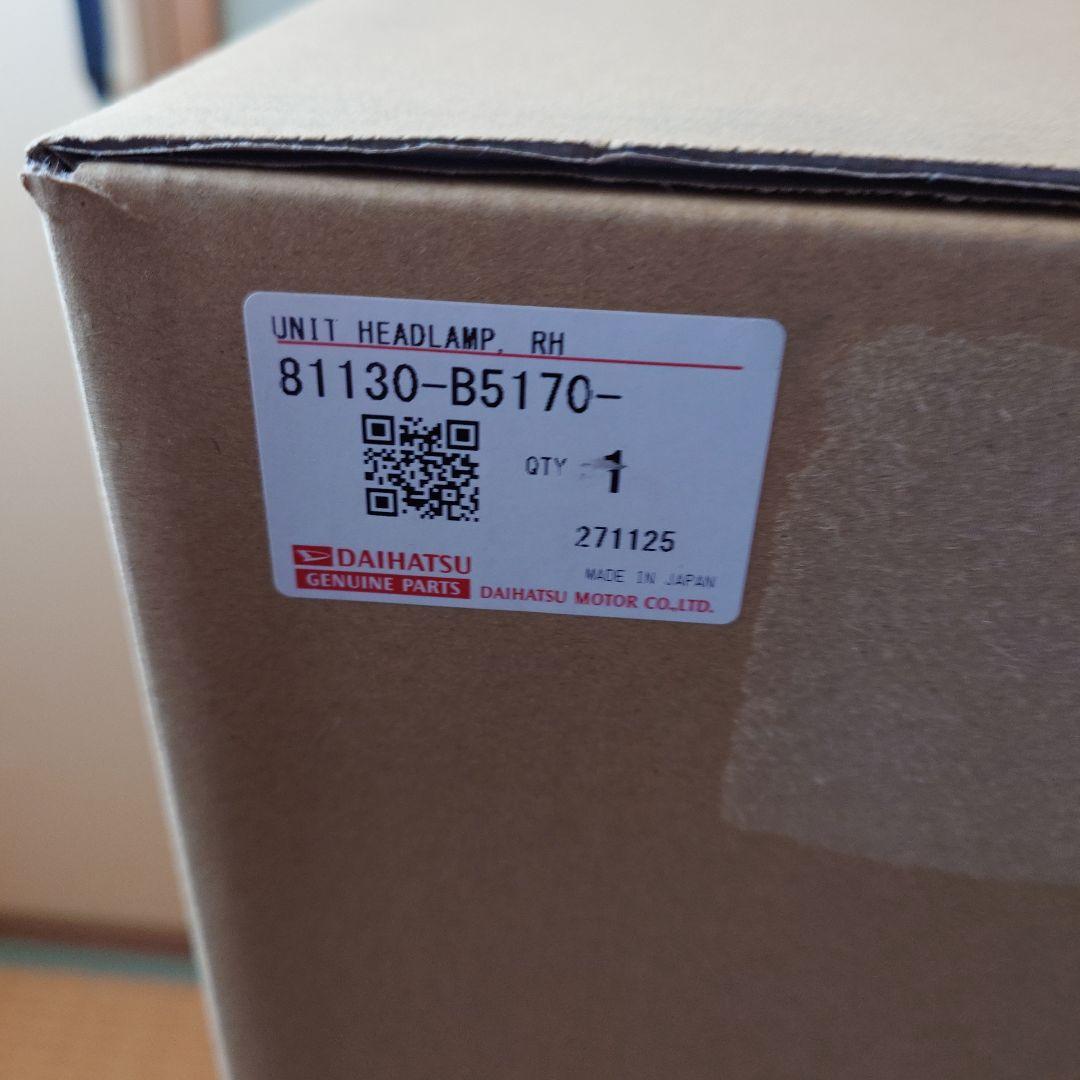 UNIT HEADLAMP, RH
81130-B5170-
QTY 1
271125
DAIHATSU
MADE IN JAPAN
GENUINE PARTS
DAIHATSU MOTOR CO.,LTD.